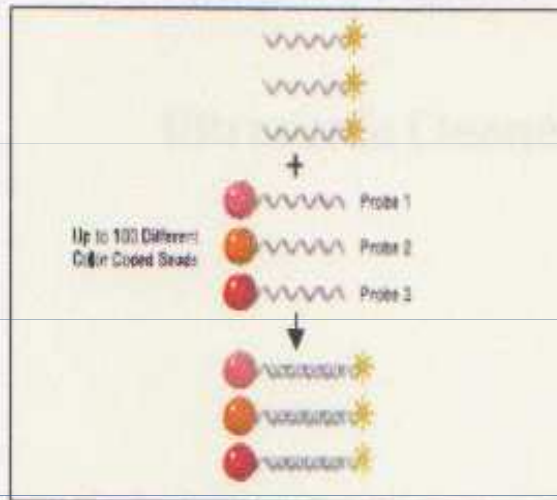 +
Probe 1
Up to 100 Different
Color Coded Beads
Probe 2
Probe 3